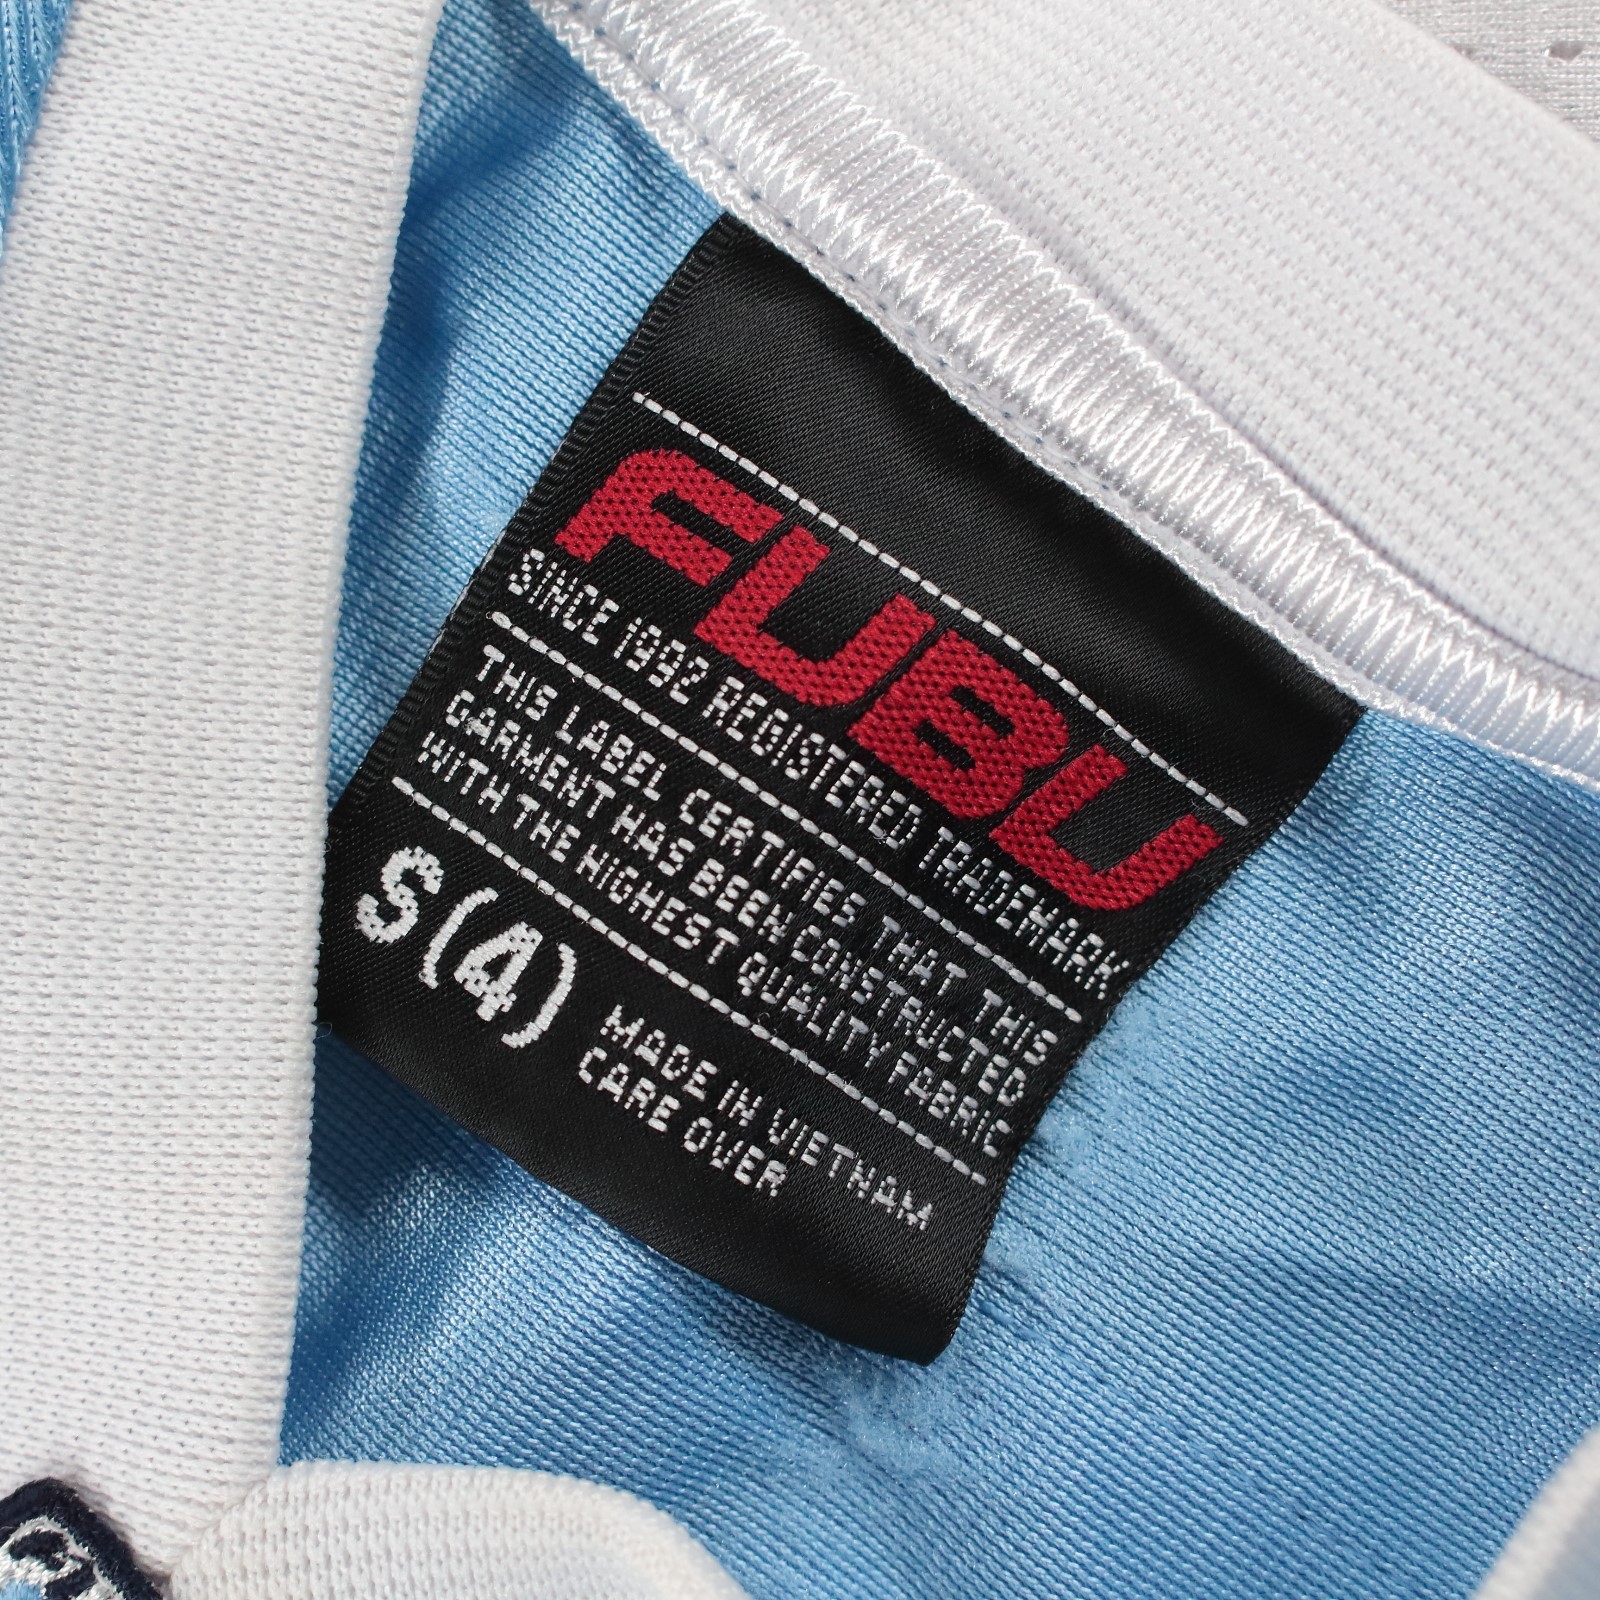 FUBU
SINCE 1992 REGISTERED TRADEMARK
THIS LABEL CERTIFIES THAT THIS
GARMENT HAS BEEN CONSTRUCTED
WITH THE HIGHEST QUALITY FABRIC
S(4)
MADE IN VIETNAM
CARE OVER